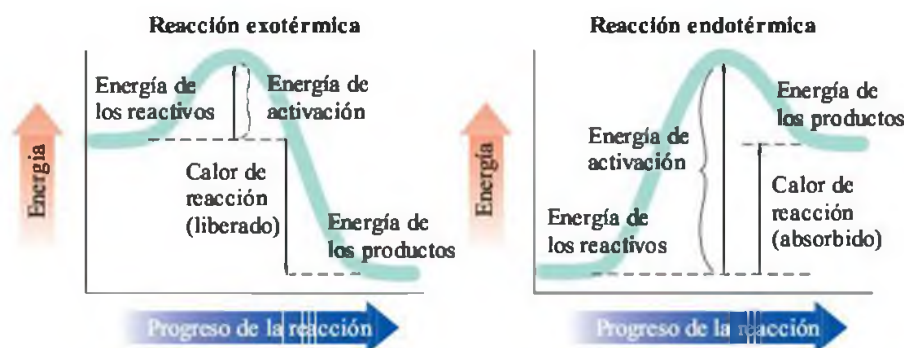 Reacción exotérmica
Energía
Energía de
los reactivos
Energía de
activación
Calor de
reacción
(liberado)
Energía de
los productos
Progreso de la reacción
Reacción endotérmica
Energía
Energía de
activación
Energía de
los productos
Energía de
los reactivos
Calor de
reacción
(absorbido)
Progreso de la reacción